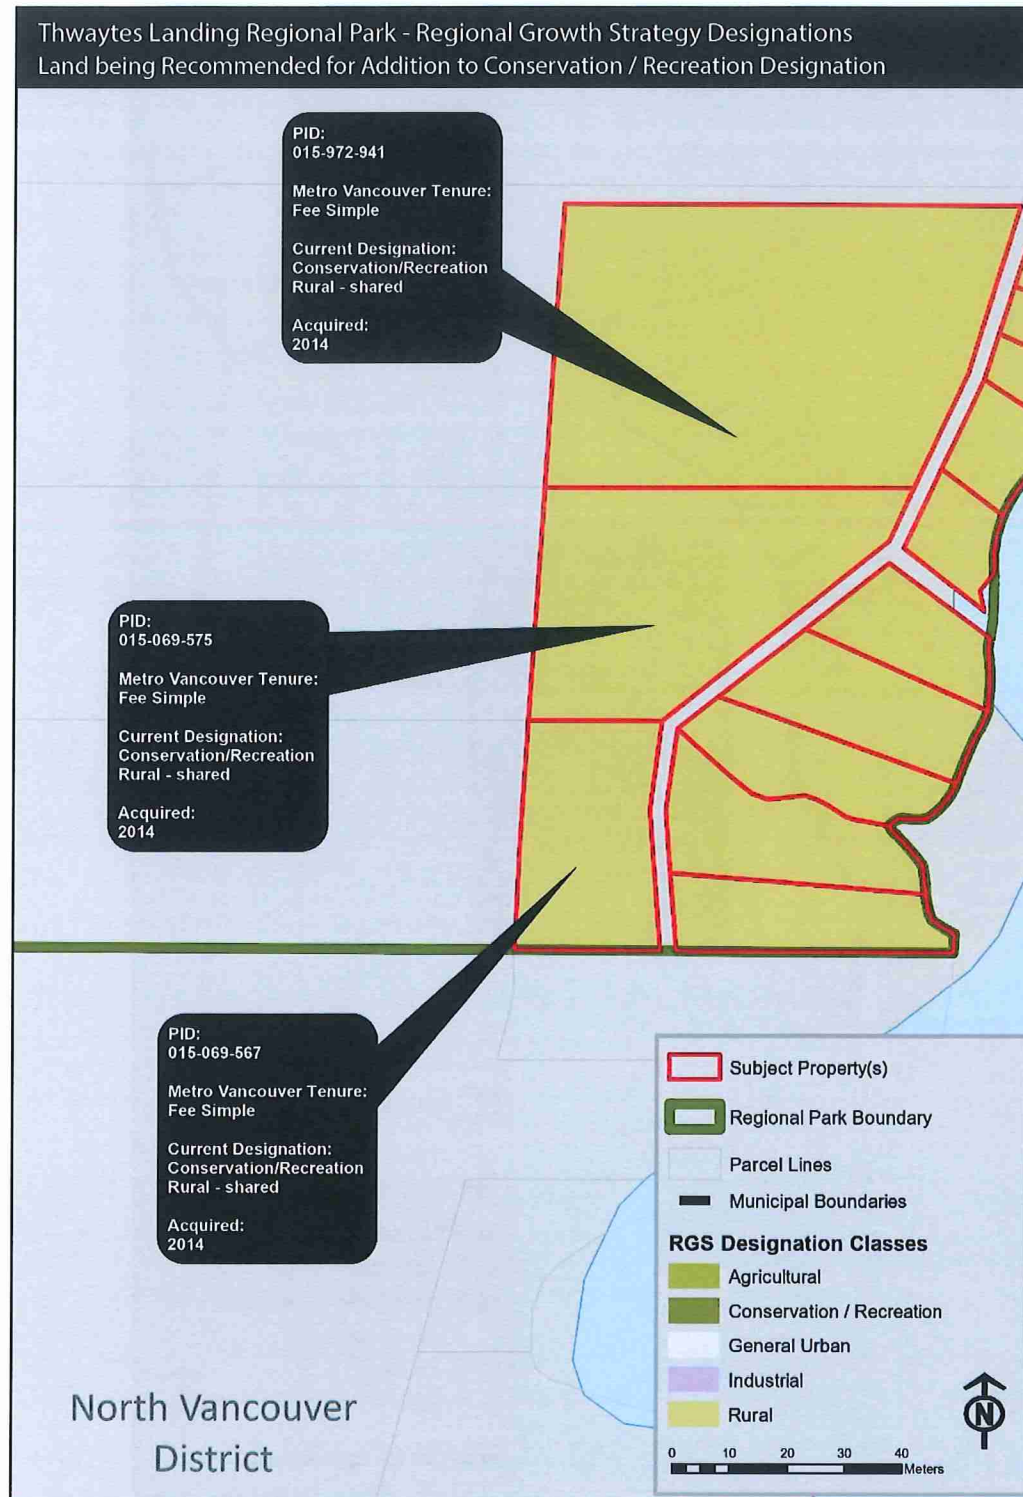 Thwaytes Landing Regional Park - Regional Growth Strategy Designations
Land being Recommended for Addition to Conservation / Recreation Designation
PID:
015-972-941
Metro Vancouver Tenure:
Fee Simple
Current Designation:
Conservation/Recreation
Rural - shared
Acquired:
2014
PID:
015-069-575
Metro Vancouver Tenure:
Fee Simple
Current Designation:
Conservation/Recreation
Rural - shared
Acquired:
2014
PID:
015-069-567
Metro Vancouver Tenure:
Fee Simple
Current Designation:
Conservation/Recreation
Rural - shared
Acquired:
2014
North Vancouver
District
Subject Property(s)
Regional Park Boundary
Parcel Lines
Municipal Boundaries
RGS Designation Classes
Agricultural
Conservation / Recreation
General Urban
Industrial
Rural
N
0 10 20 30 40
Meters